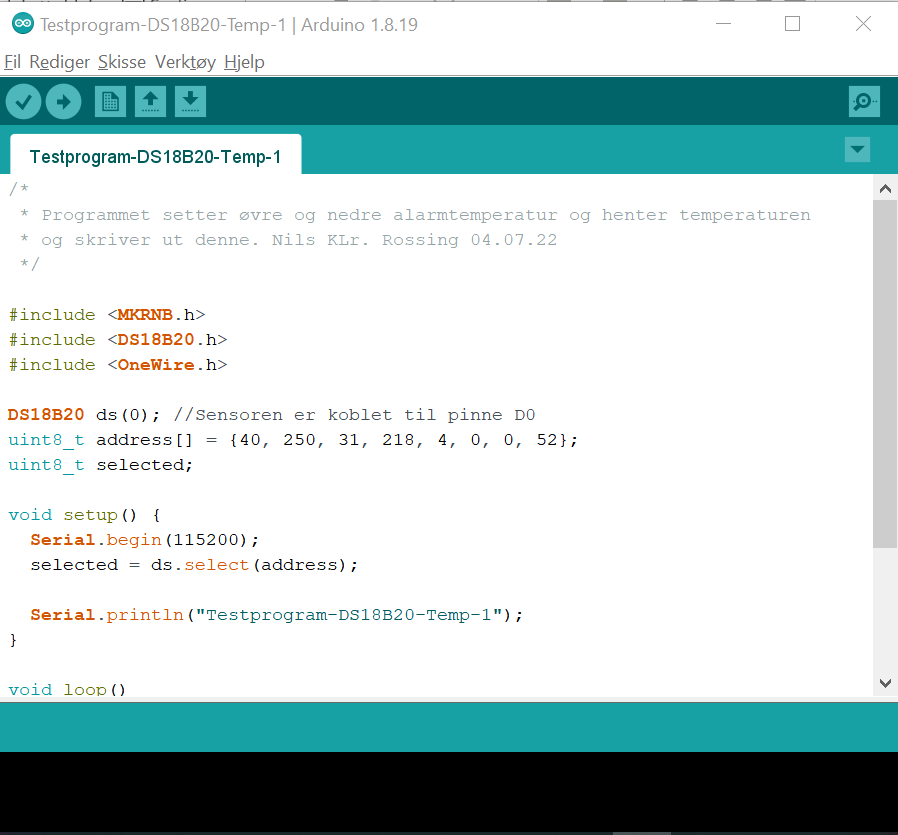 Testprogram-DS18B20-Temp-1 | Arduino 1.8.19
Fil Rediger Skisse Verktøy Hjelp
Testprogram-DS18B20-Temp-1
/*
 * Programmet setter øvre og nedre alarmtemperatur og henter temperaturen
 * og skriver ut denne. Nils KLr. Rossing 04.07.22
 */
#include <MKRNB.h>
#include <DS18B20.h>
#include <OneWire.h>
DS18B20 ds(0); //Sensoren er koblet til pinne D0
uint8_t address[] = {40, 250, 31, 218, 4, 0, 0, 52};
uint8_t selected;
void setup() {
  Serial.begin(115200);
  selected = ds.select(address);
  Serial.println("Testprogram-DS18B20-Temp-1");
}
void loop()